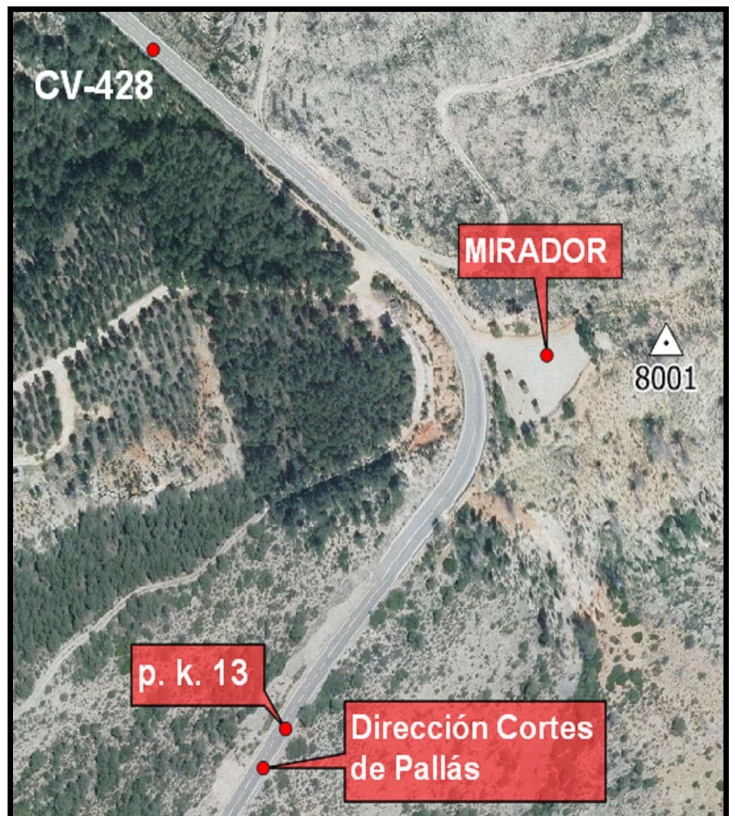 CV-428
MIRADOR
8001
p. k. 13
Dirección Cortes
de Pallás